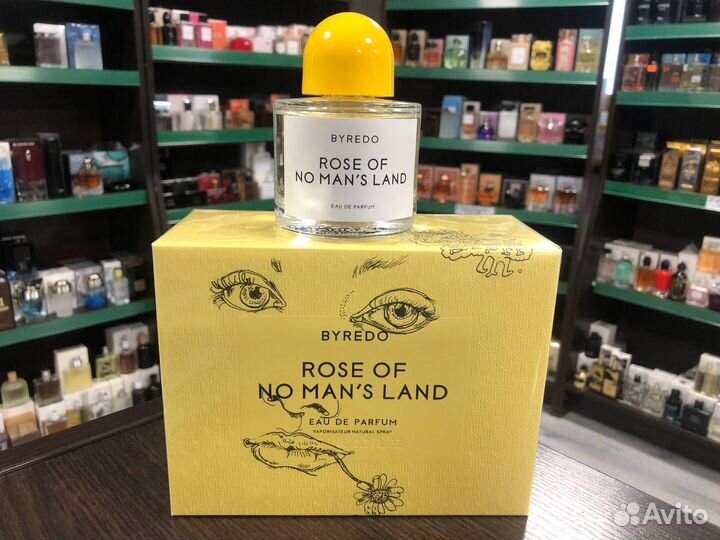 BYREDO
ROSE OF
NO MAN'S LAND
EAU DE PARFUM
BYREDO
ROSE OF
NO MAN'S LAND
EAU DE PARFUM
VAPORISATEUR NATURAL SPRAY
Avito